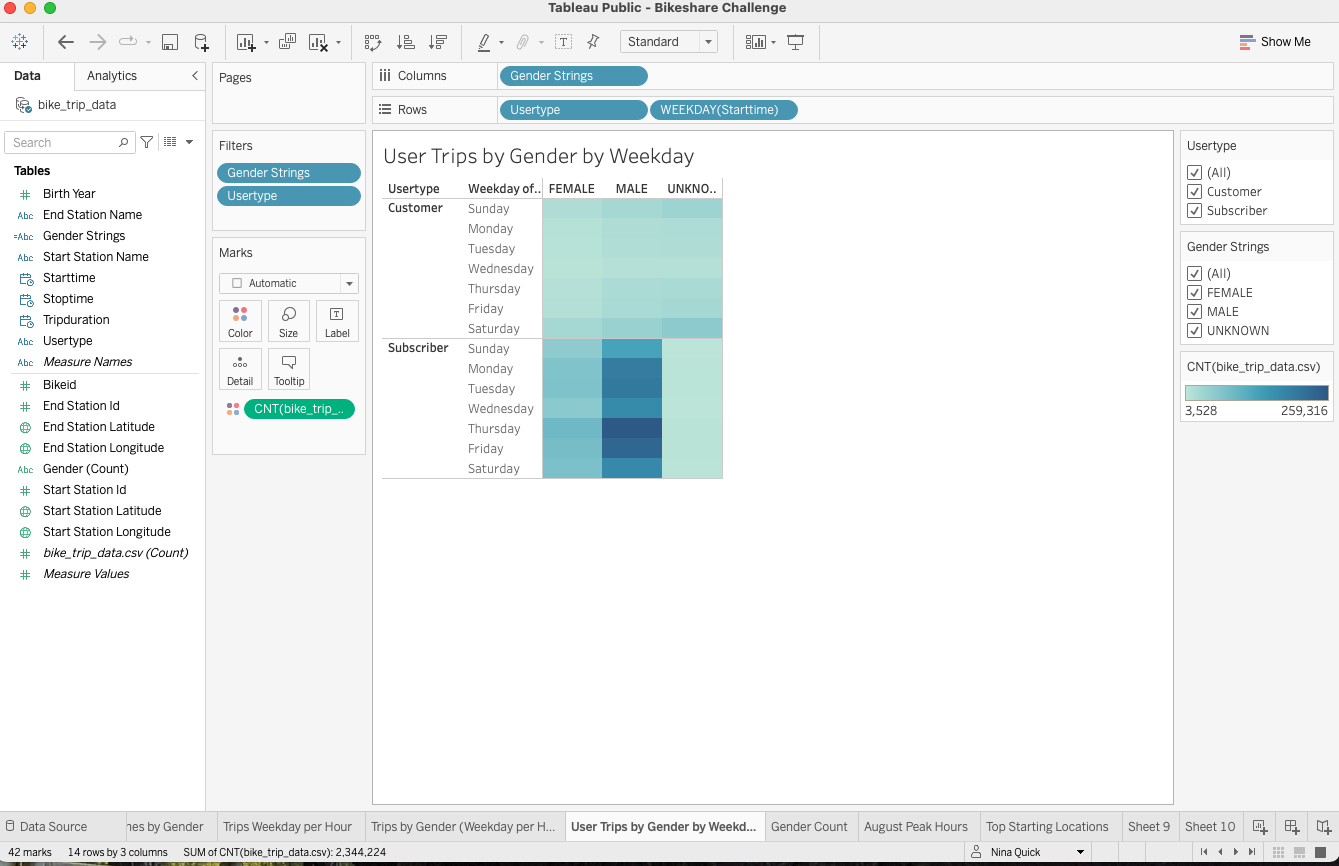 Tableau Public - Bikeshare Challenge
Standard
Show Me
Data
Analytics
bike_trip_data
Search
Tables
Birth Year
Abc End Station Name
=Abc Gender Strings
Abc Start Station Name
Starttime
Stoptime
Tripduration
Abc Usertype
Abc Measure Names
Bikeid
End Station Id
End Station Latitude
End Station Longitude
Abc Gender (Count)
Start Station Id
Start Station Latitude
Start Station Longitude
bike_trip_data.csv (Count)
Measure Values
Pages
Filters
Gender Strings
Usertype
Marks
Automatic
Color Size Label
Detail Tooltip
CNT(bike_trip_..
Columns Gender Strings
Rows Usertype WEEKDAY(Starttime)
User Trips by Gender by Weekday
Usertype Weekday of.. FEMALE MALE UNKNO..
Customer Sunday
Monday
Tuesday
Wednesday
Thursday
Friday
Saturday
Subscriber Sunday
Monday
Tuesday
Wednesday
Thursday
Friday
Saturday
Usertype
(All)
Customer
Subscriber
Gender Strings
(All)
FEMALE
MALE
UNKNOWN
CNT(bike_trip_data.csv)
3,528 259,316
Data Source nes by Gender Trips Weekday per Hour Trips by Gender (Weekday per H... User Trips by Gender by Weekd... Gender Count August Peak Hours Top Starting Locations Sheet 9 Sheet 10
42 marks 14 rows by 3 columns SUM of CNT(bike_trip_data.csv): 2,344,224 Nina Quick